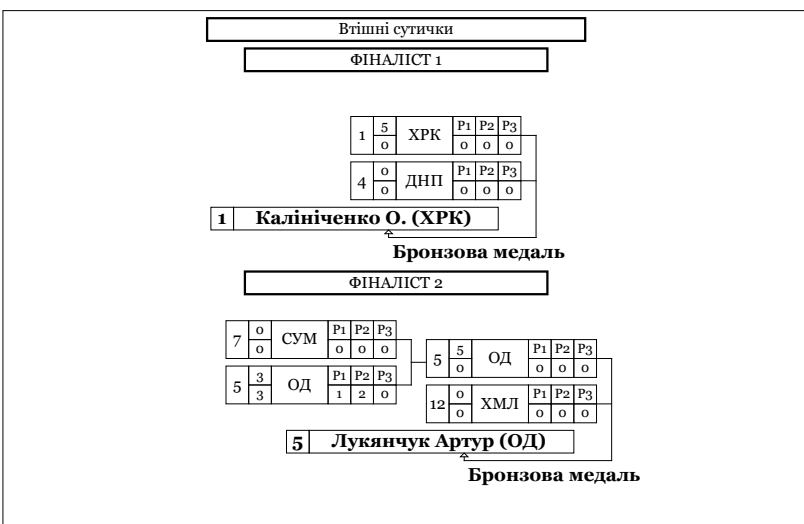 Втішні сутички
ФІНАЛІСТ 1
1 5 ХРК Р1 Р2 Р3
0 0 0 0
4 0 ДНП Р1 Р2 Р3
0 0 0 0
1 Калініченко О. (ХРК)
Бронзова медаль
ФІНАЛІСТ 2
7 0 СУМ Р1 Р2 Р3
0 0 0 0
5 3 ОД Р1 Р2 Р3
3 1 2 0
5 5 ОД Р1 Р2 Р3
0 0 0 0
12 0 ХМЛ Р1 Р2 Р3
0 0 0 0
5 Лукянчук Артур (ОД)
Бронзова медаль